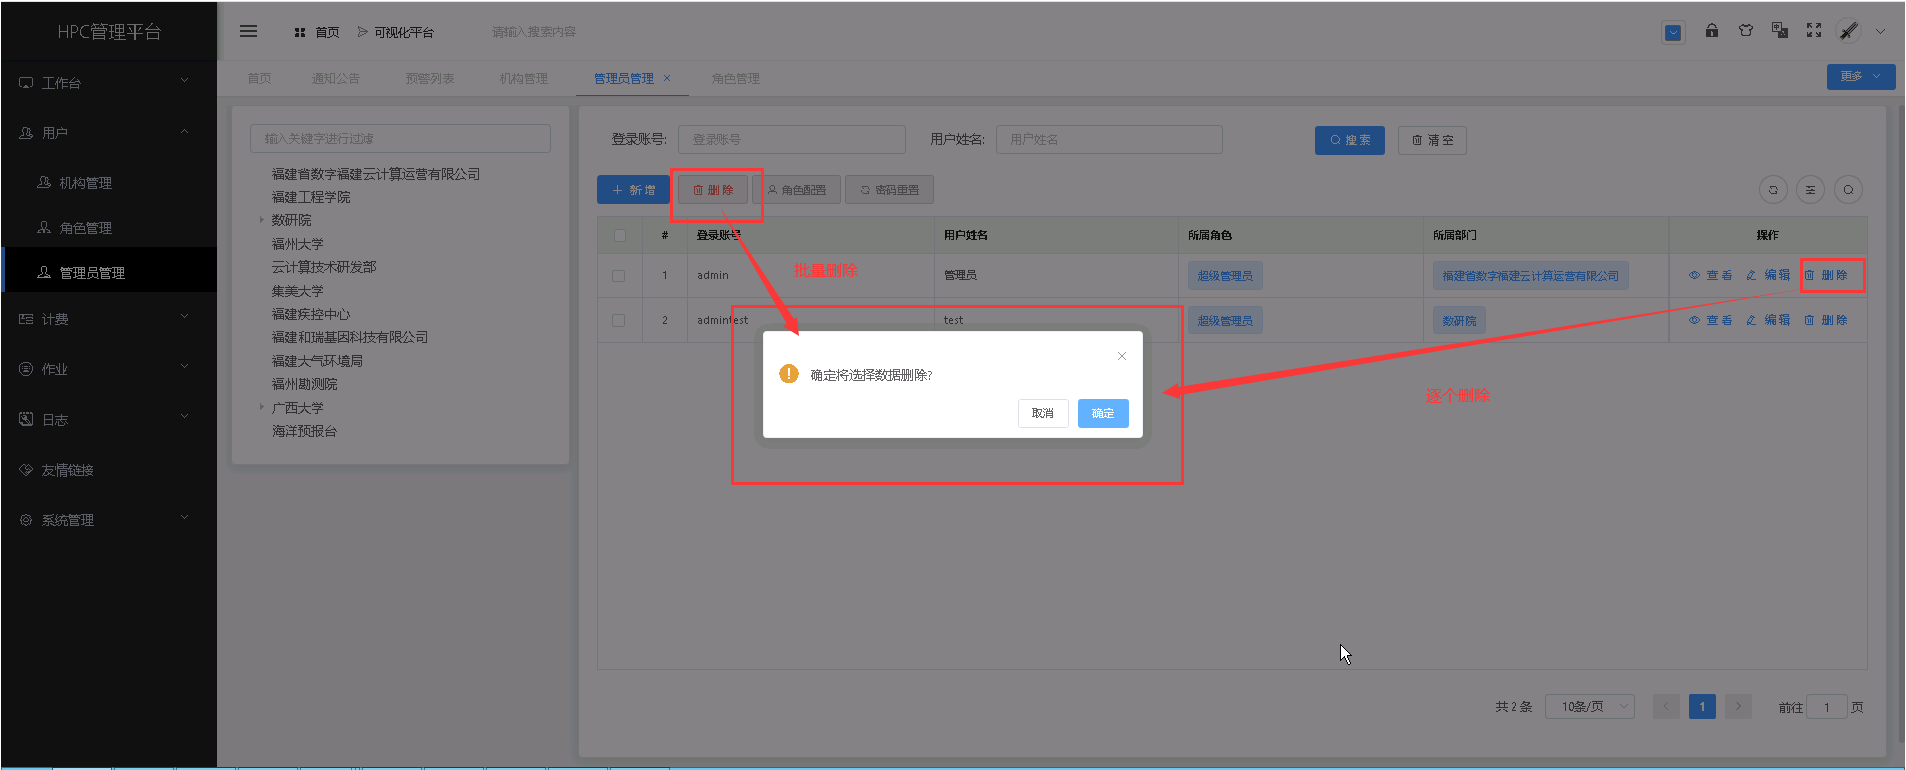 HPC管理平台
首页 可视化平台 请输入搜索内容
工作台
用户
机构管理
角色管理
管理员管理
计费
作业
日志
友情链接
系统管理
首页 通知公告 预警列表 机构管理 管理员管理 × 角色管理 更多
输入关键字进行过滤
福建省数字福建云计算运营有限公司
福建工程学院
数研院
福州大学
云计算技术研发部
集美大学
福建疾控中心
福建和瑞基因科技有限公司
福建大气环境局
福州勘测院
广西大学
海洋预报台
登录账号: 登录账号 用户姓名: 用户姓名 搜索 清空
新增 删除 角色配置 密码重置
# 登录账号 用户姓名 所属角色 所属部门 操作
1 admin 管理员 超级管理员 福建省数字福建云计算运营有限公司 查看 编辑 删除
2 admintest test 超级管理员 数研院 查看 编辑 删除
批量删除
确定将选择数据删除?
取消 确定
逐个删除
共 2 条 10条/页 1 前往 1 页